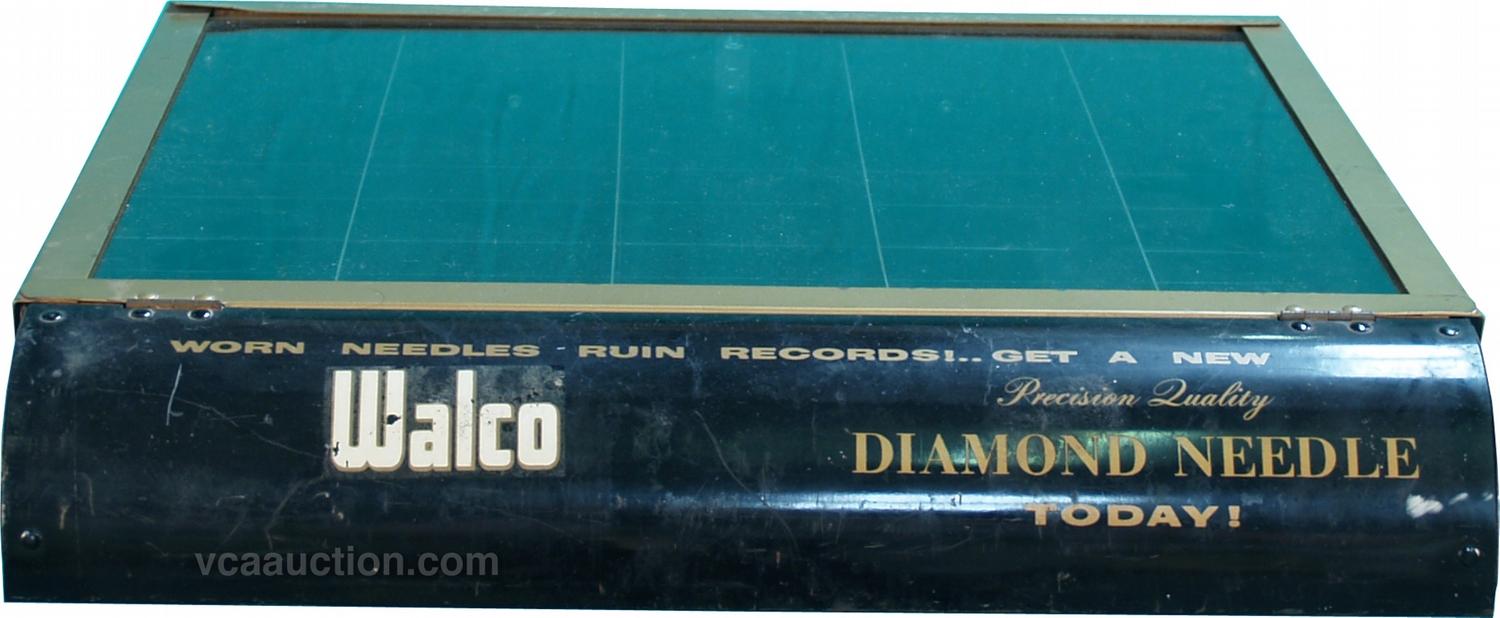 WORN NEEDLES RUIN RECORDS!.. GET A NEW
Walco
Precision Quality
DIAMOND NEEDLE
TODAY!
vcaauction.com